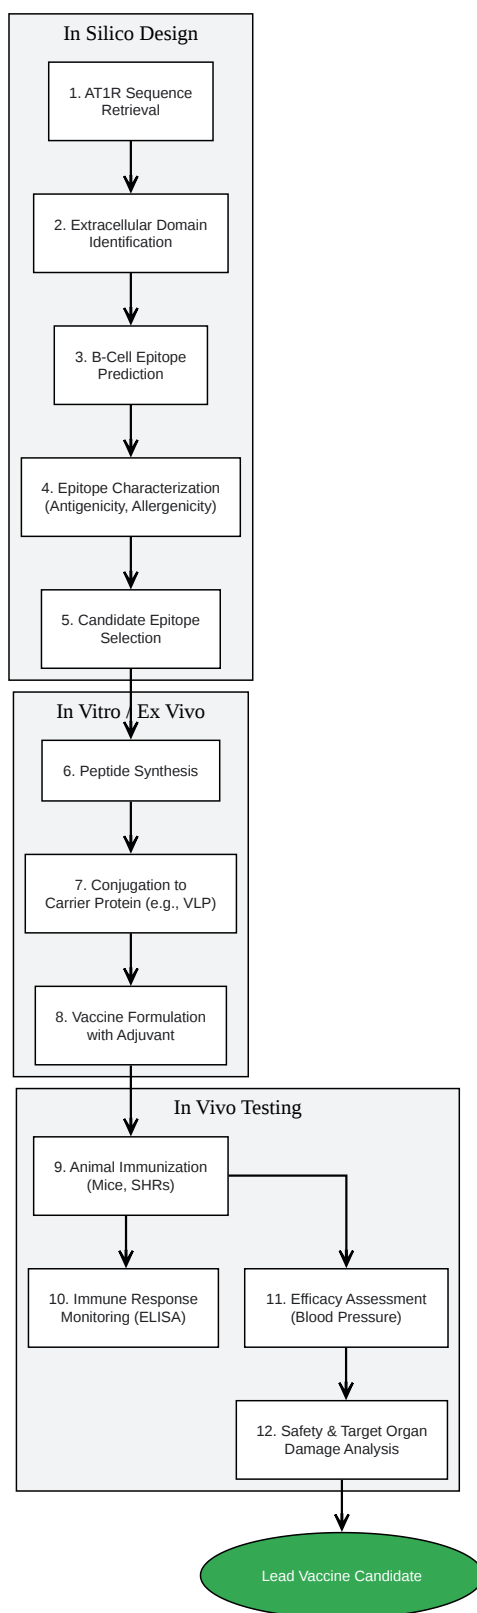 In Silico Design
1. AT1R Sequence
Retrieval
2. Extracellular Domain
Identification
3. B-Cell Epitope
Prediction
4. Epitope Characterization
(Antigenicity, Allergenicity)
5. Candidate Epitope
Selection
In Vitro / Ex Vivo
6. Peptide Synthesis
7. Conjugation to
Carrier Protein (e.g., VLP)
8. Vaccine Formulation
with Adjuvant
In Vivo Testing
9. Animal Immunization
(Mice, SHRs)
10. Immune Response
Monitoring (ELISA)
11. Efficacy Assessment
(Blood Pressure)
12. Safety & Target Organ
Damage Analysis
Lead Vaccine Candidate